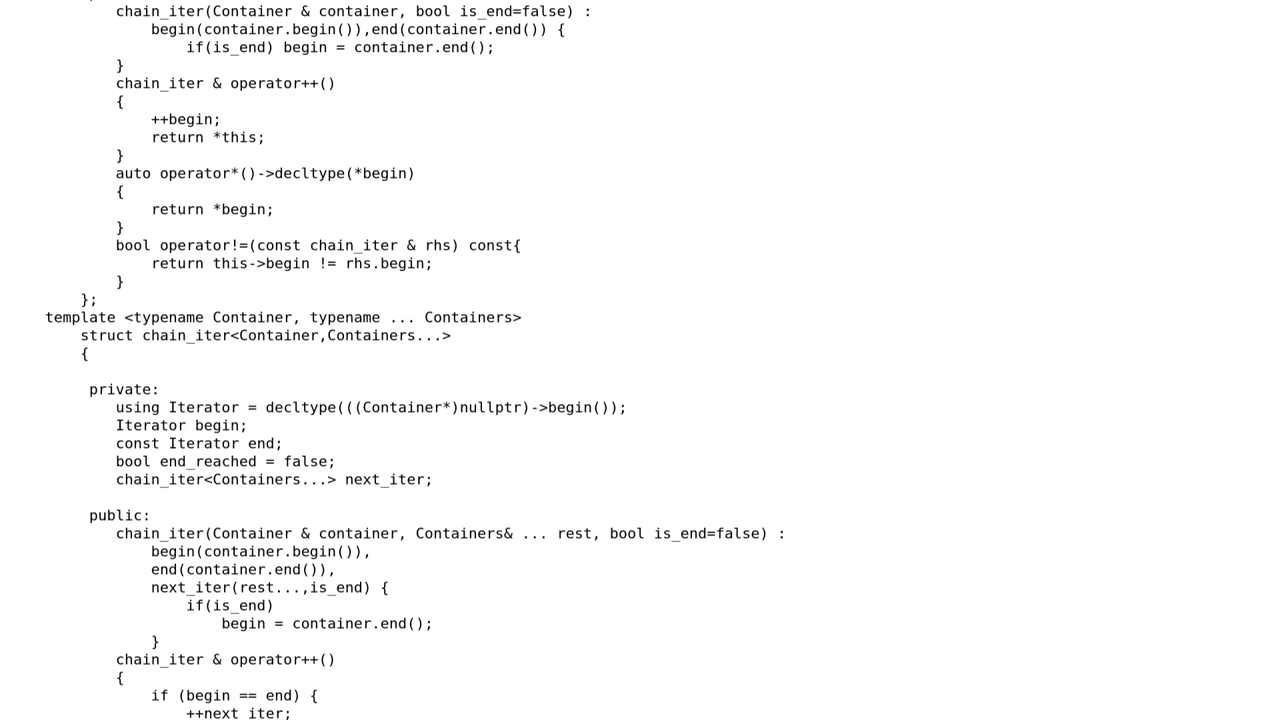 chain_iter(Container & container, bool is_end=false) :
begin(container.begin()),end(container.end()) {
if(is_end) begin = container.end();
}
chain_iter & operator++()
{
++begin;
return *this;
}
auto operator*()->decltype(*begin)
{
return *begin;
}
bool operator!=(const chain_iter & rhs) const{
return this->begin != rhs.begin;
}
};
template <typename Container, typename ... Containers>
struct chain_iter<Container,Containers...>
{
private:
using Iterator = decltype(((Container*)nullptr)->begin());
Iterator begin;
const Iterator end;
bool end_reached = false;
chain_iter<Containers...> next_iter;
public:
chain_iter(Container & container, Containers& ... rest, bool is_end=false) :
begin(container.begin()),
end(container.end()),
next_iter(rest...,is_end) {
if(is_end)
begin = container.end();
}
chain_iter & operator++()
{
if (begin == end) {
++next_iter;